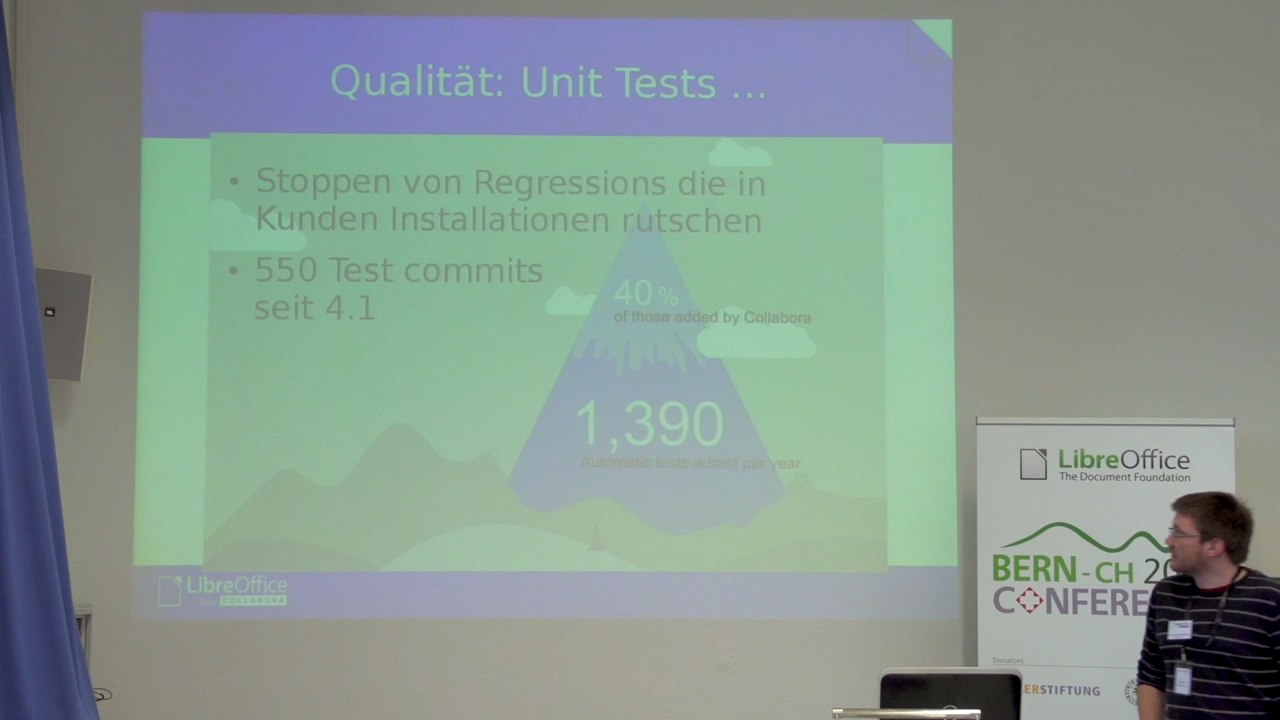 Qualität: Unit Tests ...
• Stoppen von Regressions die in
Kunden Installationen rutschen
• 550 Test commits
seit 4.1
40 %
of those added by Collabora
1,390
Automatic tests added per year
LibreOffice
COLLABORA
LibreOffice
The Document Foundation
BERN - CH 20
CONFERE
Donators
ERSTIFTUNG